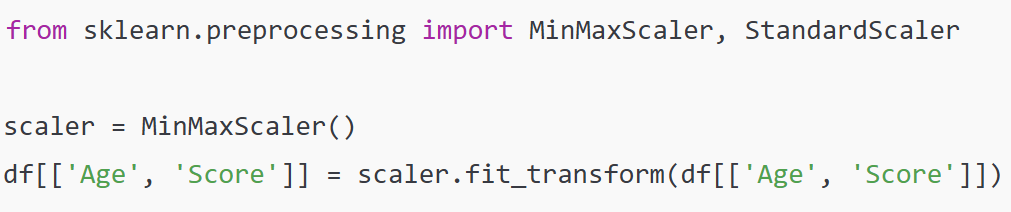 from sklearn.preprocessing import MinMaxScaler, StandardScaler
scaler = MinMaxScaler()
df[['Age', 'Score']] = scaler.fit_transform(df[['Age', 'Score']])